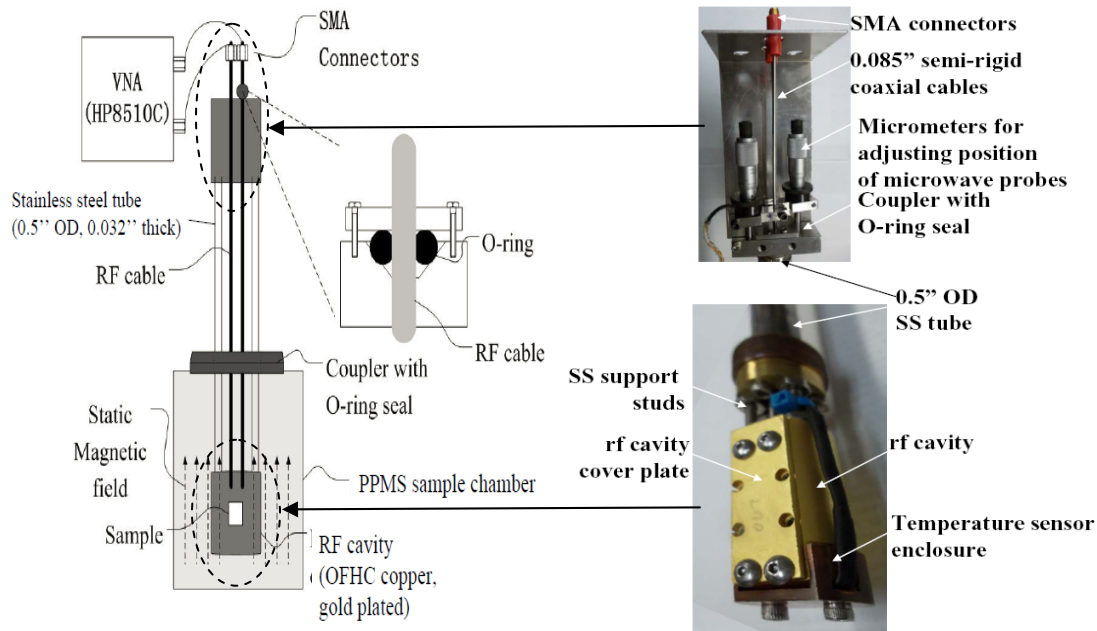 SMA
Connectors
VNA
(HP8510C)
Stainless steel tube
(0.5’’ OD, 0.032’’ thick)
RF cable
O-ring
RF cable
Coupler with
O-ring seal
Static
Magnetic
field
PPMS sample chamber
Sample
RF cavity
(OFHC copper,
gold plated)
SMA connectors
0.085” semi-rigid
coaxial cables
Micrometers for
adjusting position
of microwave probes
Coupler with
O-ring seal
0.5” OD
SS tube
SS support
studs
rf cavity
cover plate
rf cavity
Temperature sensor
enclosure